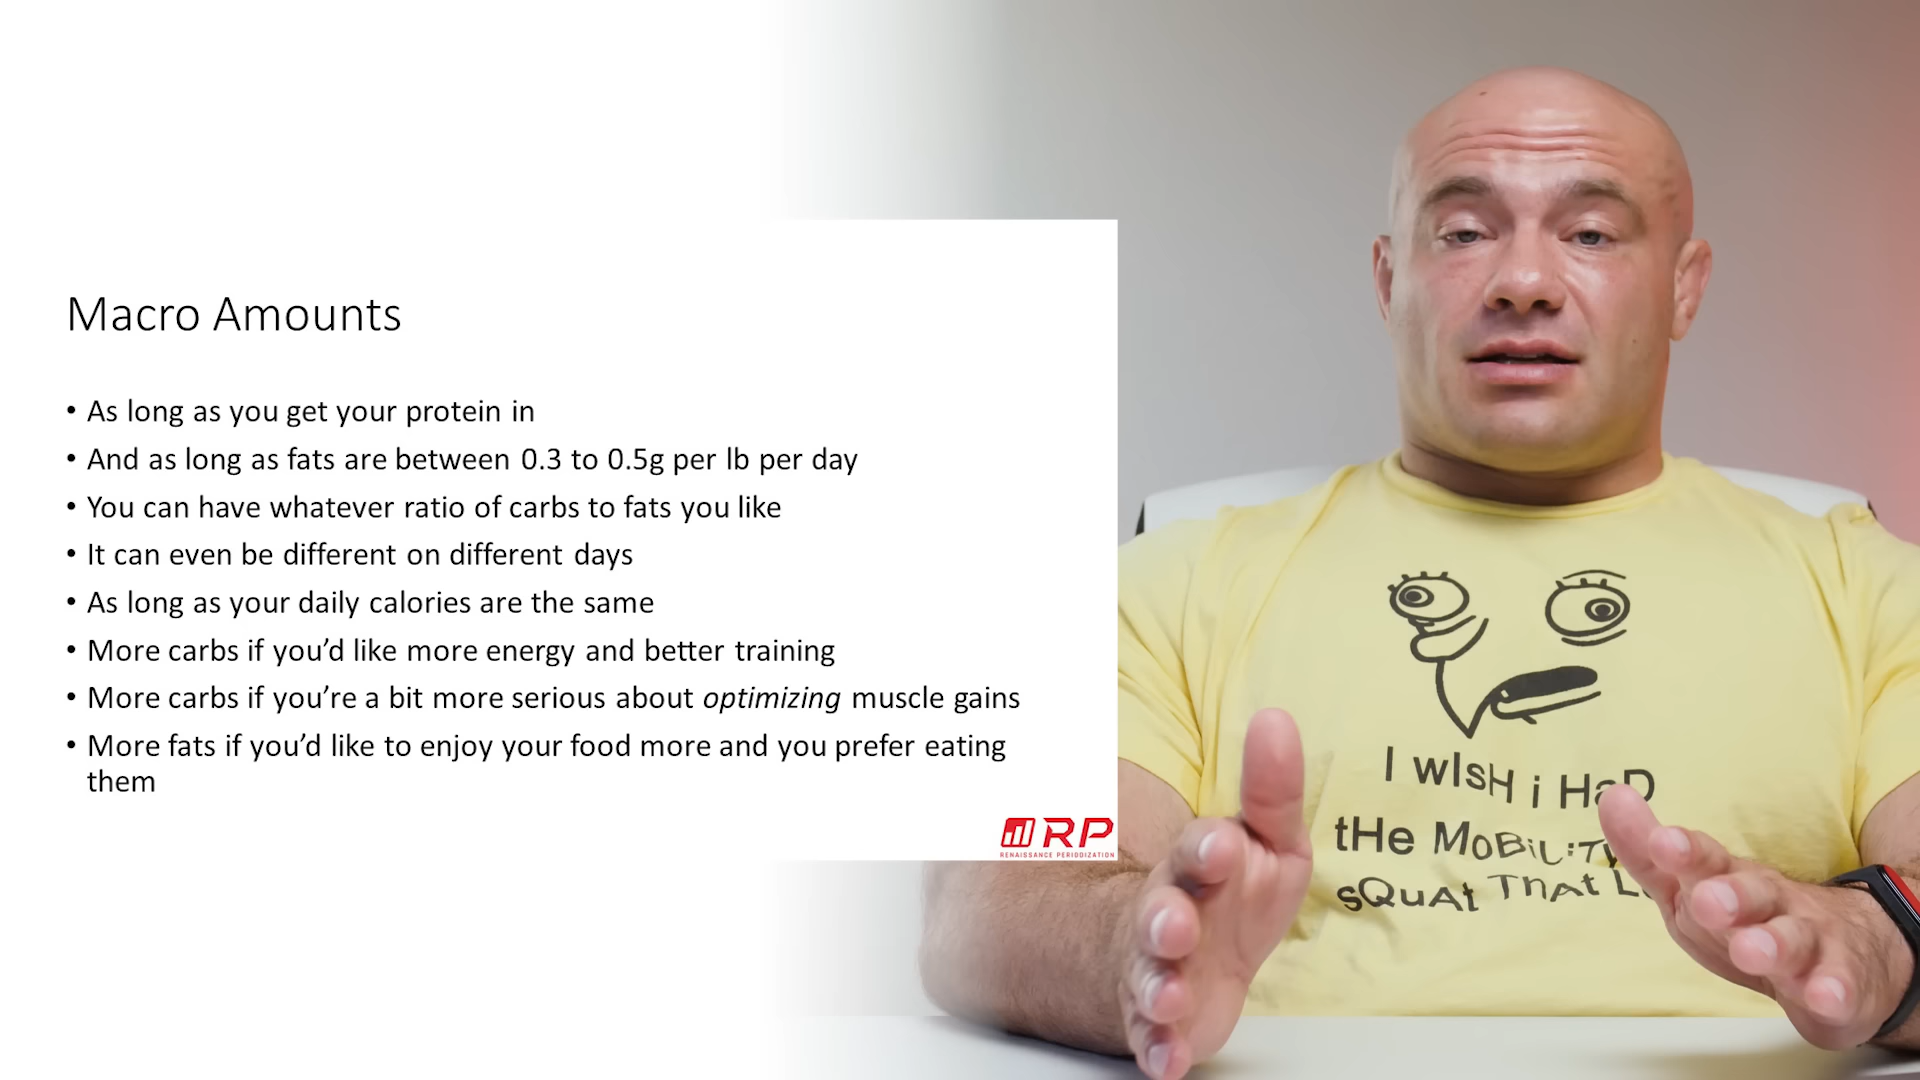 Macro Amounts
• As long as you get your protein in
• And as long as fats are between 0.3 to 0.5g per lb per day
• You can have whatever ratio of carbs to fats you like
• It can even be different on different days
• As long as your daily calories are the same
• More carbs if you’d like more energy and better training
• More carbs if you’re a bit more serious about optimizing muscle gains
• More fats if you’d like to enjoy your food more and you prefer eating
them
RP
RENAISSANCE PERIODIZATION
I wIsH i HaD
tHe MoBiLiTy
sQuAt ThAt